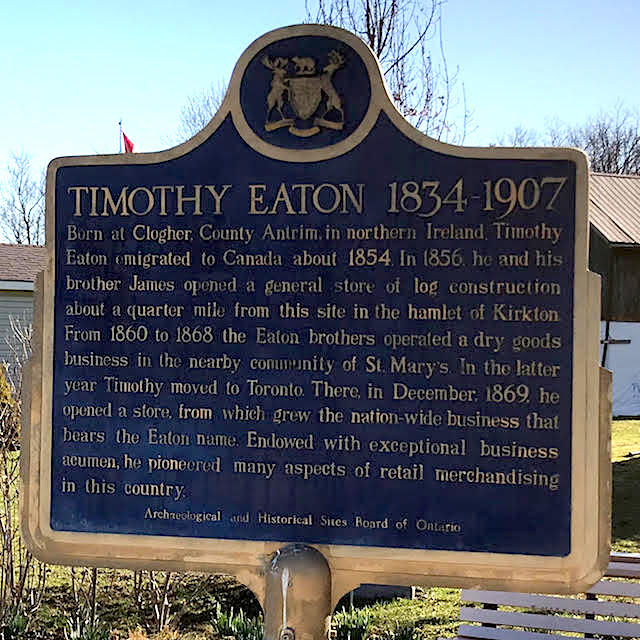 TIMOTHY EATON 1834-1907
Born at Clogher, County Antrim, in northern Ireland, Timothy
Eaton emigrated to Canada about 1854. In 1856, he and his
brother James opened a general store of log construction
about a quarter mile from this site in the hamlet of Kirkton.
From 1860 to 1868 the Eaton brothers operated a dry goods
business in the nearby community of St. Mary's. In the latter
year Timothy moved to Toronto. There, in December, 1869, he
opened a store, from which grew the nation-wide business that
bears the Eaton name. Endowed with exceptional business
acumen, he pioneered many aspects of retail merchandising
in this country.
Archaeological and Historical Sites Board of Ontario